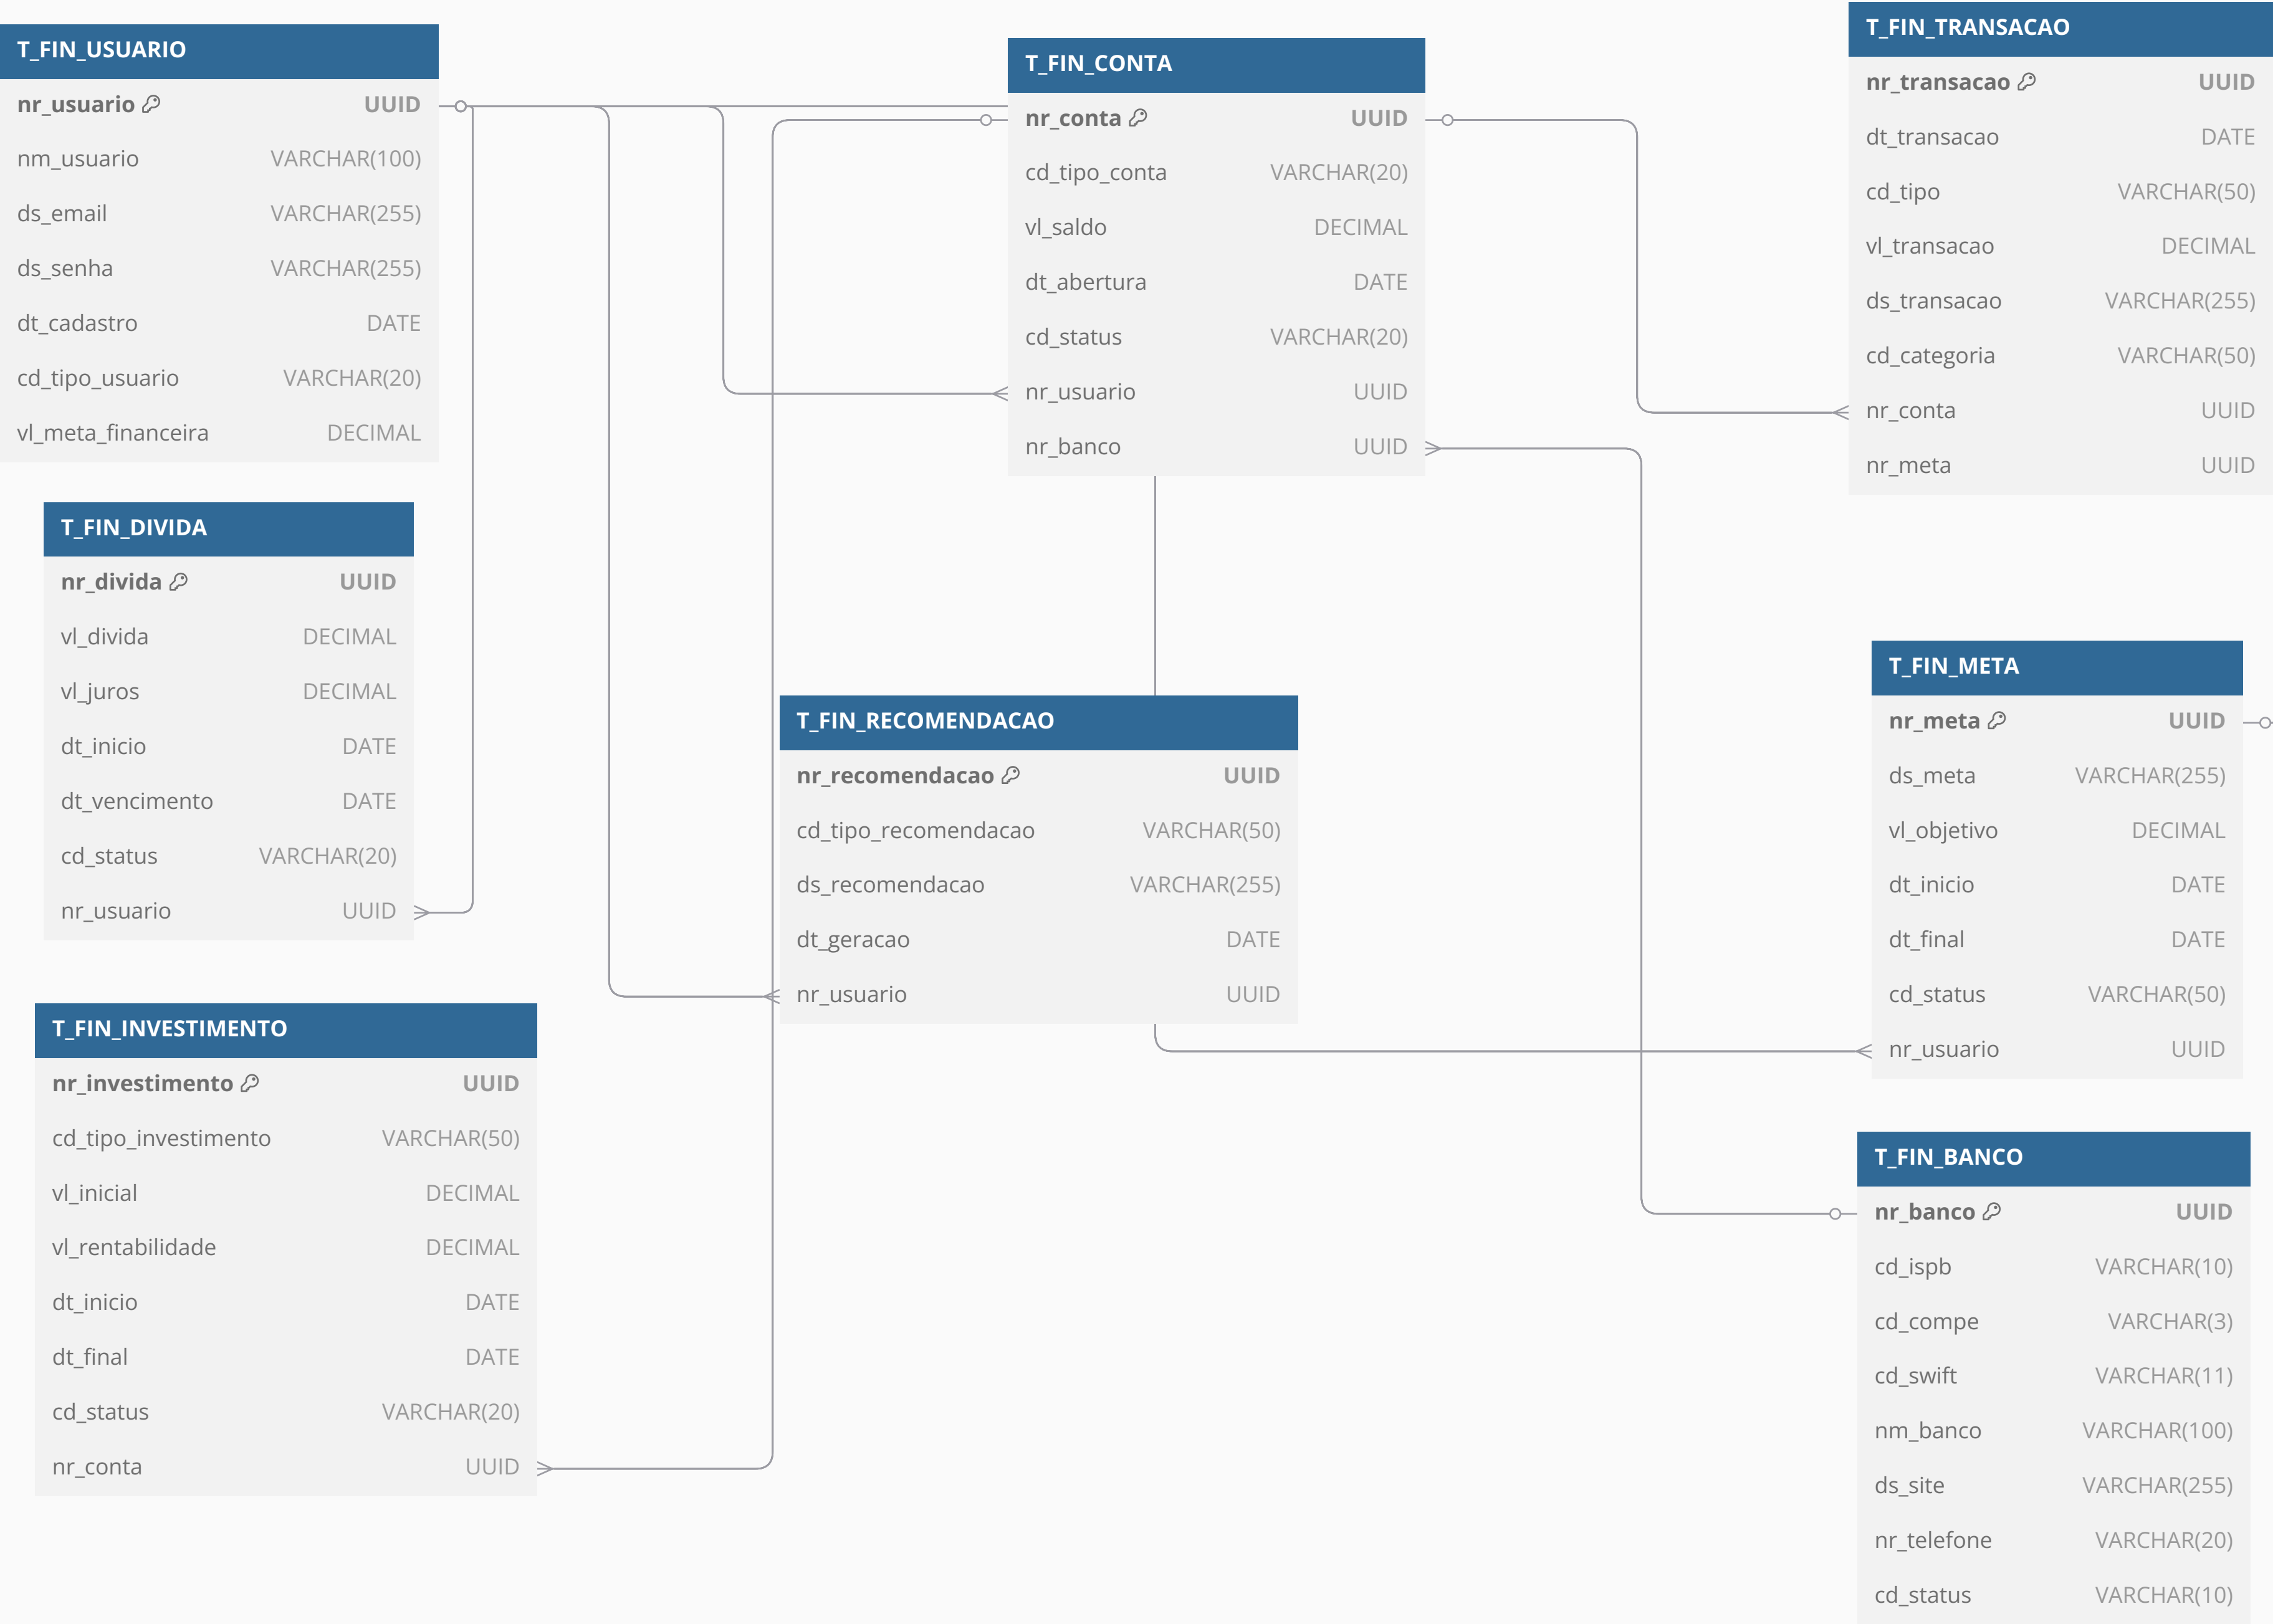 T_FIN_USUARIO
nr_usuario UUID
nm_usuario VARCHAR(100)
ds_email VARCHAR(255)
ds_senha VARCHAR(255)
dt_cadastro DATE
cd_tipo_usuario VARCHAR(20)
vl_meta_financeira DECIMAL
T_FIN_CONTA
nr_conta UUID
cd_tipo_conta VARCHAR(20)
vl_saldo DECIMAL
dt_abertura DATE
cd_status VARCHAR(20)
nr_usuario UUID
nr_banco UUID
T_FIN_TRANSACAO
nr_transacao UUID
dt_transacao DATE
cd_tipo VARCHAR(50)
vl_transacao DECIMAL
ds_transacao VARCHAR(255)
cd_categoria VARCHAR(50)
nr_conta UUID
nr_meta UUID
T_FIN_DIVIDA
nr_divida UUID
vl_divida DECIMAL
vl_juros DECIMAL
dt_inicio DATE
dt_vencimento DATE
cd_status VARCHAR(20)
nr_usuario UUID
T_FIN_RECOMENDACAO
nr_recomendacao UUID
cd_tipo_recomendacao VARCHAR(50)
ds_recomendacao VARCHAR(255)
dt_geracao DATE
nr_usuario UUID
T_FIN_META
nr_meta UUID
ds_meta VARCHAR(255)
vl_objetivo DECIMAL
dt_inicio DATE
dt_final DATE
cd_status VARCHAR(50)
nr_usuario UUID
T_FIN_INVESTIMENTO
nr_investimento UUID
cd_tipo_investimento VARCHAR(50)
vl_inicial DECIMAL
vl_rentabilidade DECIMAL
dt_inicio DATE
dt_final DATE
cd_status VARCHAR(20)
nr_conta UUID
T_FIN_BANCO
nr_banco UUID
cd_ispb VARCHAR(10)
cd_compe VARCHAR(3)
cd_swift VARCHAR(11)
nm_banco VARCHAR(100)
ds_site VARCHAR(255)
nr_telefone VARCHAR(20)
cd_status VARCHAR(10)